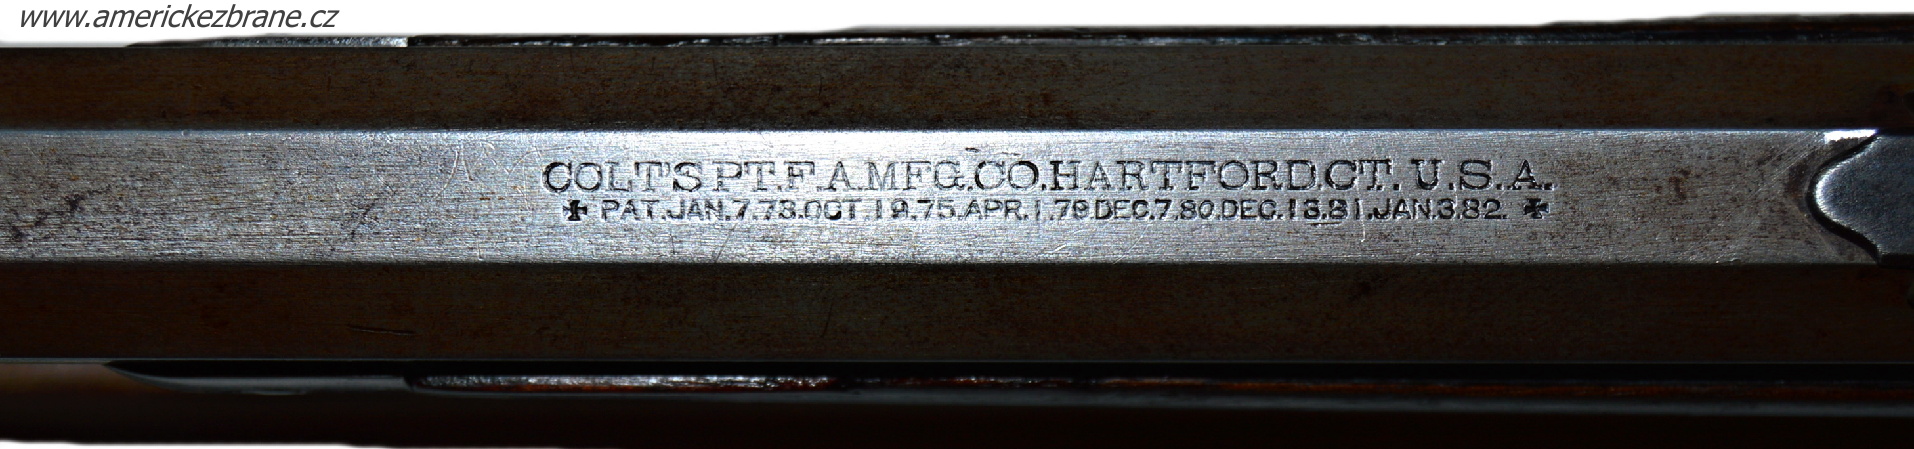 www.americkezbrane.cz
COLT'S PT.F.A.MFG.CO.HARTFORD.CT.U.S.A.
✠ PAT.JAN.7.73.OCT.19.75.APR.1.79.DEC.7.80.DEC.13.81.JAN.3.82. ✠